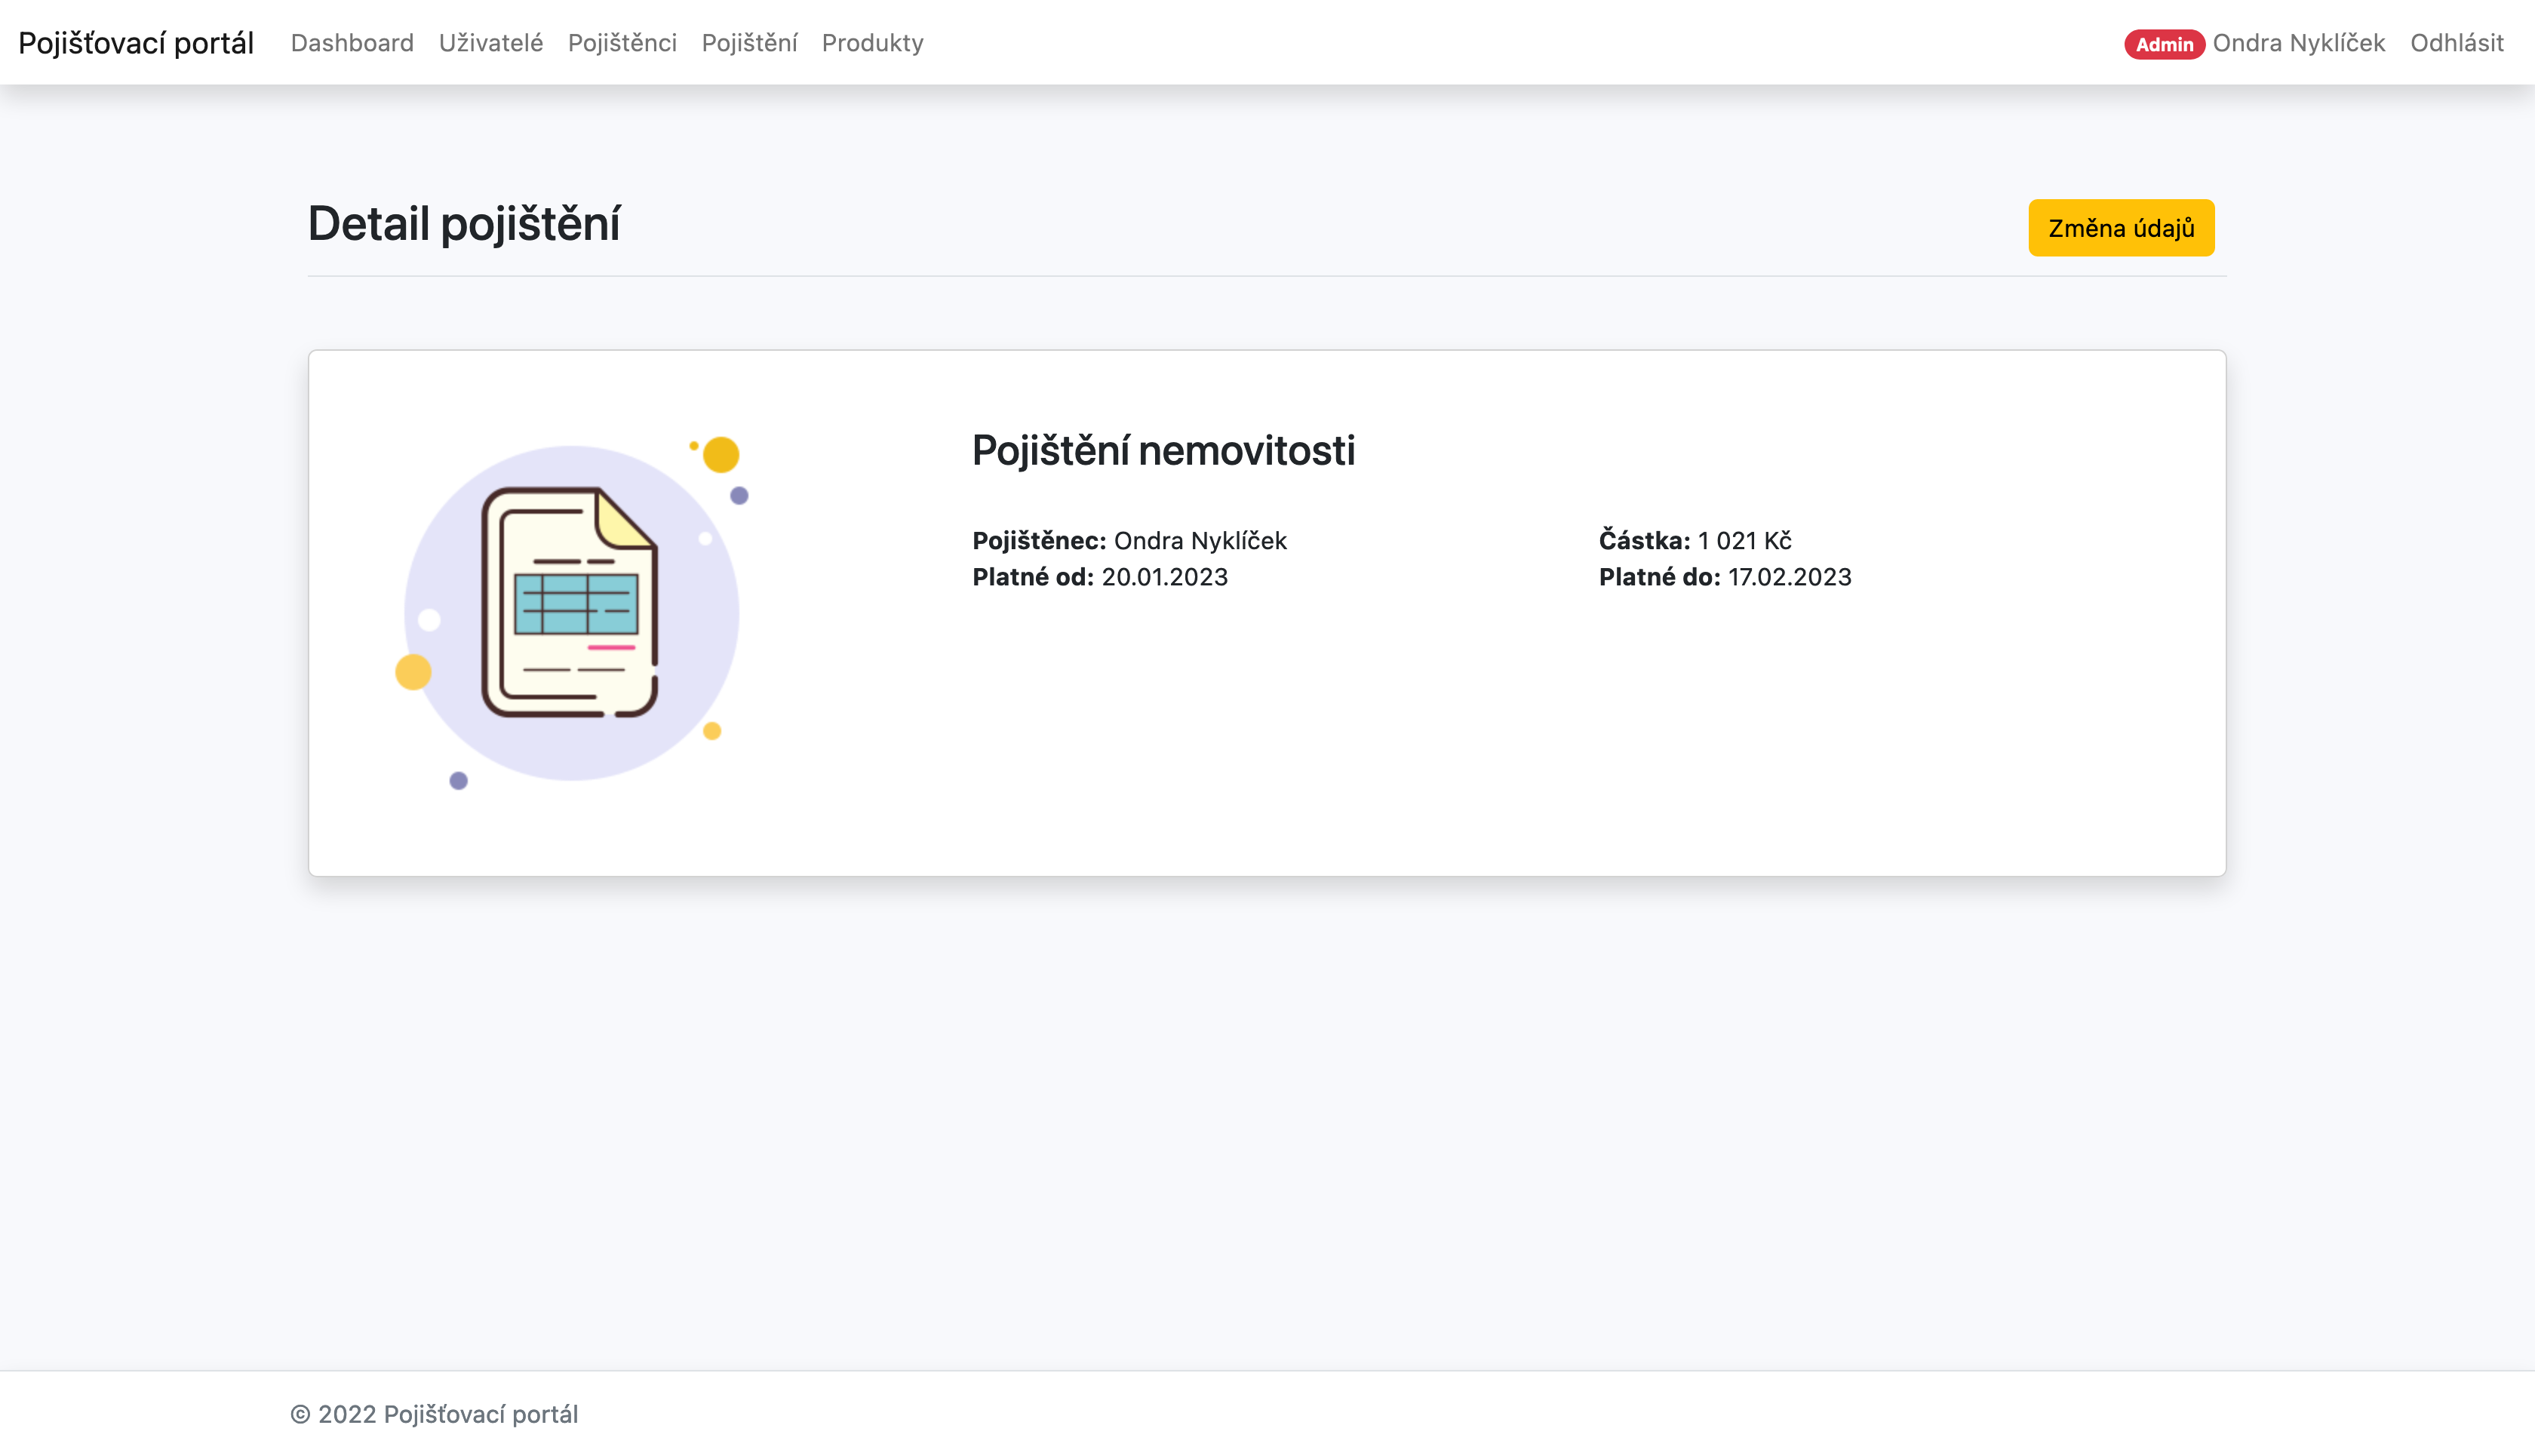 Pojišťovací portál Dashboard Uživatelé Pojištěnci Pojištění Produkty Admin Ondra Nyklíček Odhlásit
Detail pojištění Změna údajů
Pojištění nemovitosti
Pojištěnec: Ondra Nyklíček Částka: 1 021 Kč
Platné od: 20.01.2023 Platné do: 17.02.2023
© 2022 Pojišťovací portál